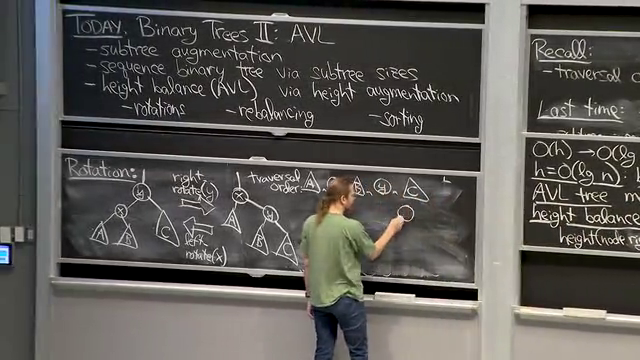 TODAY: Binary Trees II: AVL
- subtree augmentation
- sequence binary tree via subtree sizes
- height balance (AVL) via height augmentation
- rotations - rebalancing - sorting
Rotation:
right
rotate(y)
left
rotate(x)
y
x
A
B
C
x
A
y
B
C
traversal
order: A, B, y, C
Recall:
- traversal
Last time:
O(h) → O(lg
h = O(lg n):
AVL tree
height balance
height(node